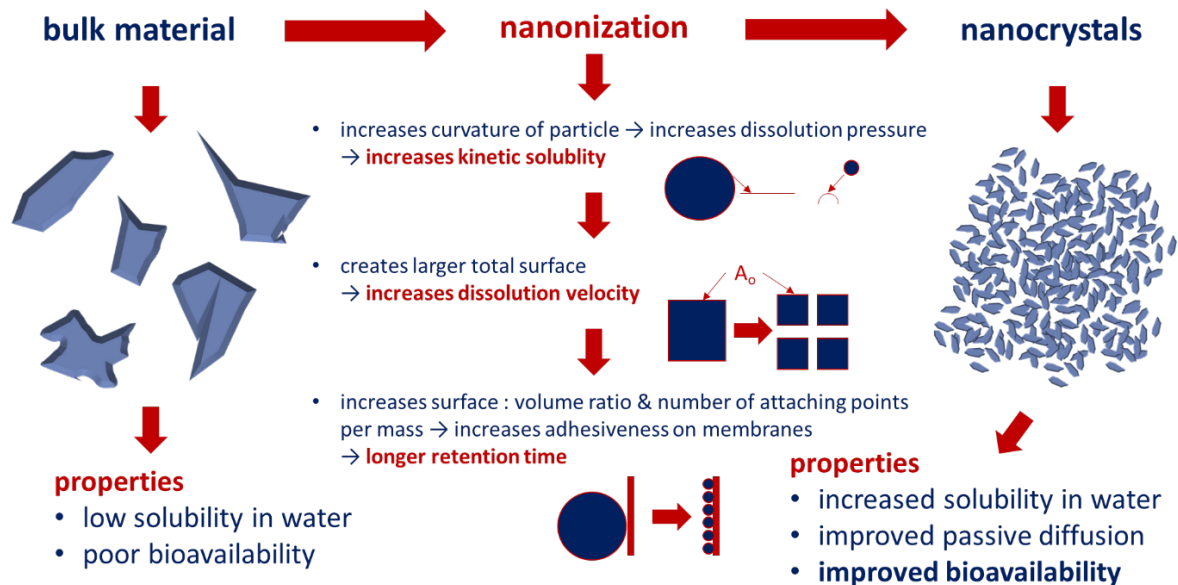 bulk material
nanonization
nanocrystals
• increases curvature of particle → increases dissolution pressure
→ increases kinetic solublity
• creates larger total surface
→ increases dissolution velocity
Aₒ
• increases surface : volume ratio & number of attaching points
per mass → increases adhesiveness on membranes
→ longer retention time
properties
• low solubility in water
• poor bioavailability
properties
• increased solubility in water
• improved passive diffusion
• improved bioavailability